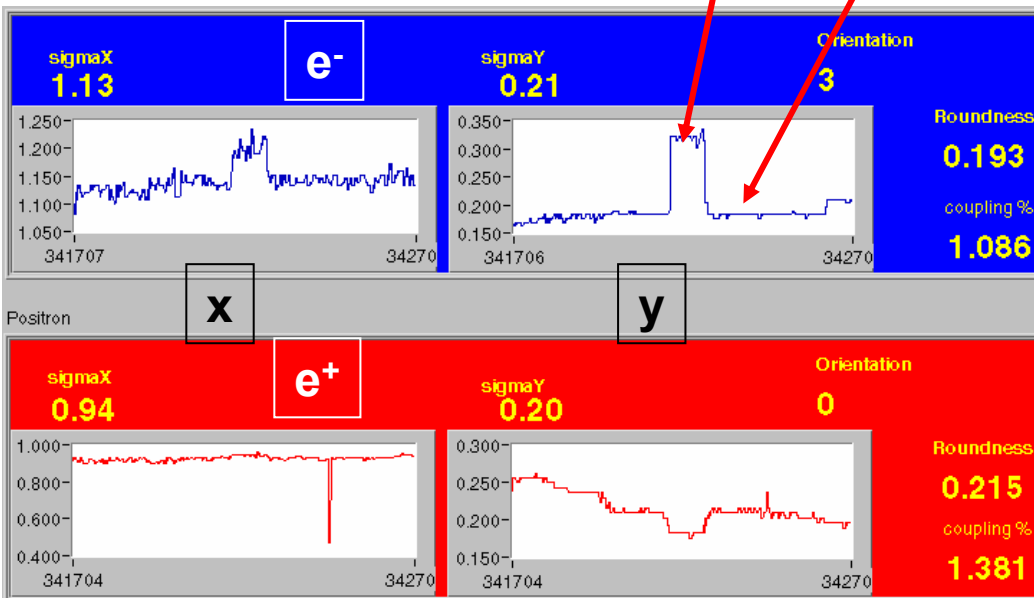 e-
sigmaX
1.13
sigmaY
0.21
Orientation
3
Roundness
0.193
coupling %
1.086
1.250
1.200
1.150
1.100
1.050
341707
34270
0.350
0.300
0.250
0.200
0.150
341706
34270
x
y
Positron
e+
sigmaX
0.94
sigmaY
0.20
Orientation
0
Roundness
0.215
coupling %
1.381
1.000
0.800
0.600
0.400
341704
34270
0.300
0.250
0.200
0.150
341704
34270